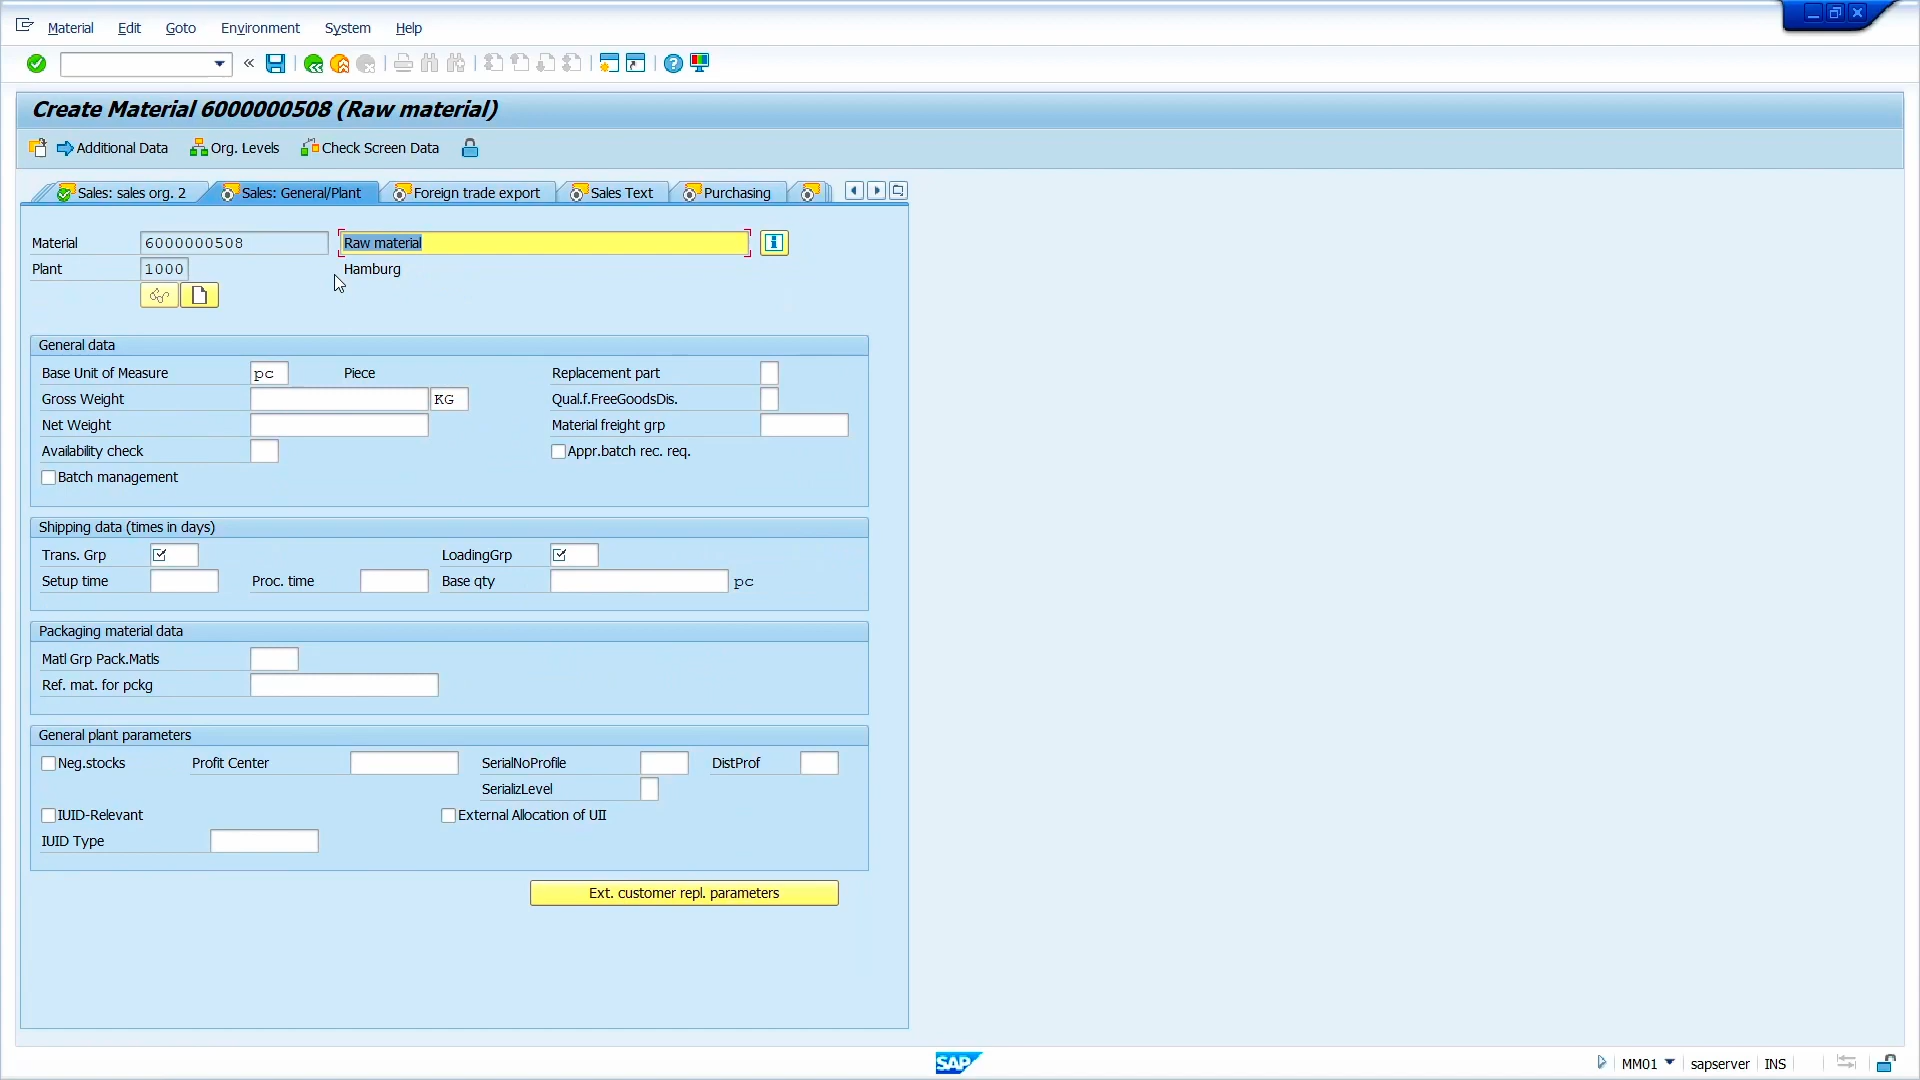 Material Edit Goto Environment System Help
Create Material 6000000508 (Raw material)
Additional Data Org. Levels Check Screen Data
Sales: sales org. 2 Sales: General/Plant Foreign trade export Sales Text Purchasing
Material 6000000508 Raw material
Plant 1000 Hamburg
General data
Base Unit of Measure pc Piece Replacement part
Gross Weight KG Qual.f.FreeGoodsDis.
Net Weight Material freight grp
Availability check Appr.batch rec. req.
Batch management
Shipping data (times in days)
Trans. Grp LoadingGrp
Setup time Proc. time Base qty pc
Packaging material data
Matl Grp Pack.Matls
Ref. mat. for pckg
General plant parameters
Neg.stocks Profit Center SerialNoProfile DistProf
SerializLevel
IUID-Relevant External Allocation of UII
IUID Type
Ext. customer repl. parameters
SAP MM01 sapserver INS